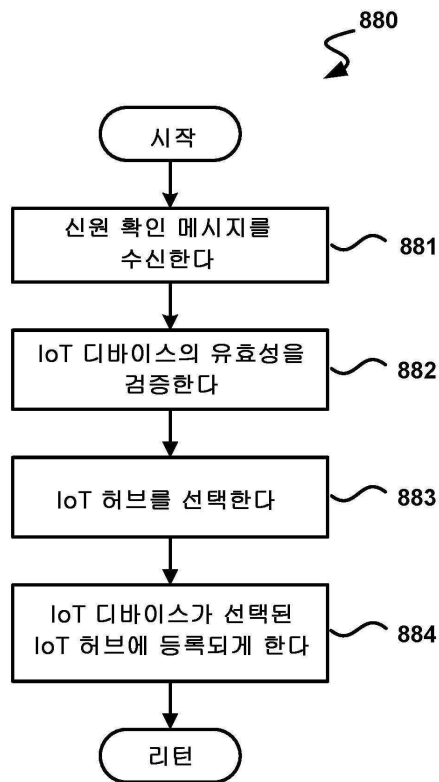 880
시작
신원 확인 메시지를
수신한다
881
IoT 디바이스의 유효성을
검증한다
882
IoT 허브를 선택한다
883
IoT 디바이스가 선택된
IoT 허브에 등록되게 한다
884
리턴